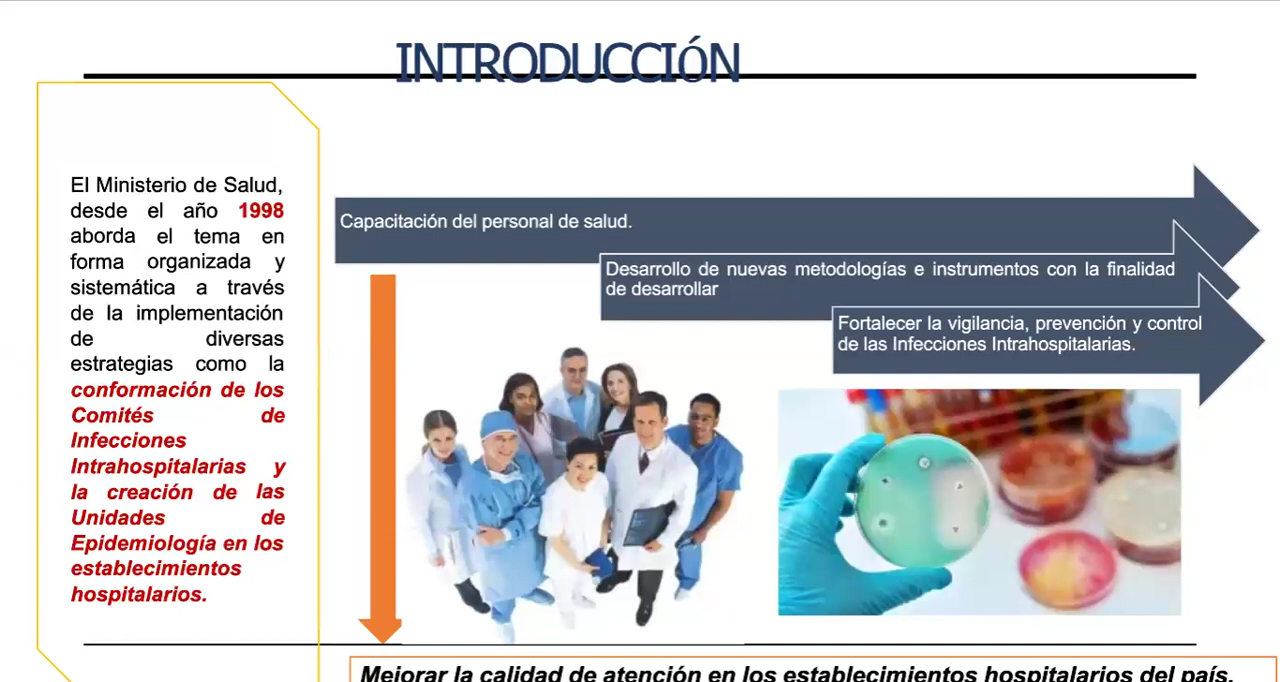 INTRODUCCIÓN
El Ministerio de Salud,
desde el año 1998
aborda el tema en
forma organizada y
sistemática a través
de la implementación
de diversas
estrategias como la
conformación de los
Comités de
Infecciones
Intrahospitalarias y
la creación de las
Unidades de
Epidemiología en los
establecimientos
hospitalarios.
Capacitación del personal de salud.
Desarrollo de nuevas metodologías e instrumentos con la finalidad
de desarrollar
Fortalecer la vigilancia, prevención y control
de las Infecciones Intrahospitalarias.
Mejorar la calidad de atención en los establecimientos hospitalarios del país.